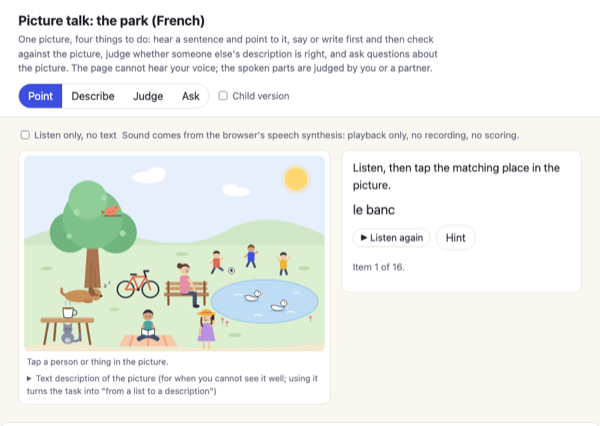 Picture talk: the park (French)
One picture, four things to do: hear a sentence and point to it, say or write first and then check
against the picture, judge whether someone else's description is right, and ask questions about
the picture. The page cannot hear your voice; the spoken parts are judged by you or a partner.
Point Describe Judge Ask Child version
Listen only, no text Sound comes from the browser's speech synthesis: playback only, no recording, no scoring.
Listen, then tap the matching place in the
picture.
le banc
▶ Listen again Hint
Item 1 of 16.
Tap a person or thing in the picture.
▶ Text description of the picture (for when you cannot see it well; using it
turns the task into "from a list to a description")